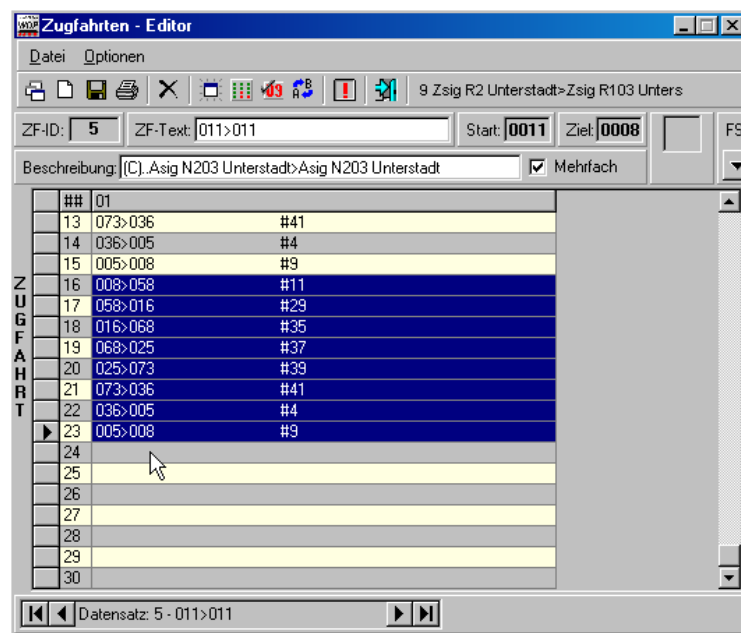 Zugfahrten - Editor
Datei Optionen
9 Zsig R2 Unterstadt>Zsig R103 Unters
ZF-ID: 5 ZF-Text: 011>011 Start: 0011 Ziel: 0008 FS
Beschreibung: (C)..Asig N203 Unterstadt>Asig N203 Unterstadt Mehrfach
ZUGFAHRT
## 01
13 073>036 #41
14 036>005 #4
15 005>008 #9
16 008>058 #11
17 058>016 #29
18 016>068 #35
19 068>025 #37
20 025>073 #39
21 073>036 #41
22 036>005 #4
23 005>008 #9
24
25
26
27
28
29
30
Datensatz: 5 - 011>011